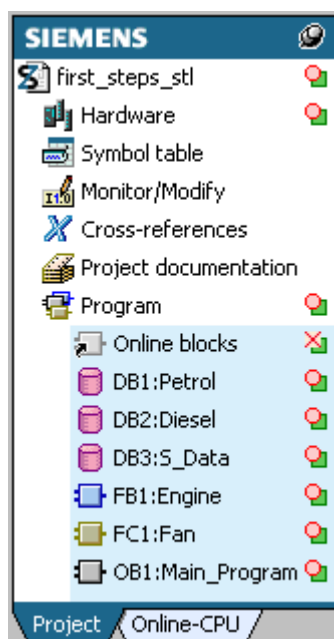 SIEMENS
first_steps_stl
Hardware
Symbol table
Monitor/Modify
Cross-references
Project documentation
Program
Online blocks
DB1:Petrol
DB2:Diesel
DB3:S_Data
FB1:Engine
FC1:Fan
OB1:Main_Program
Project Online-CPU